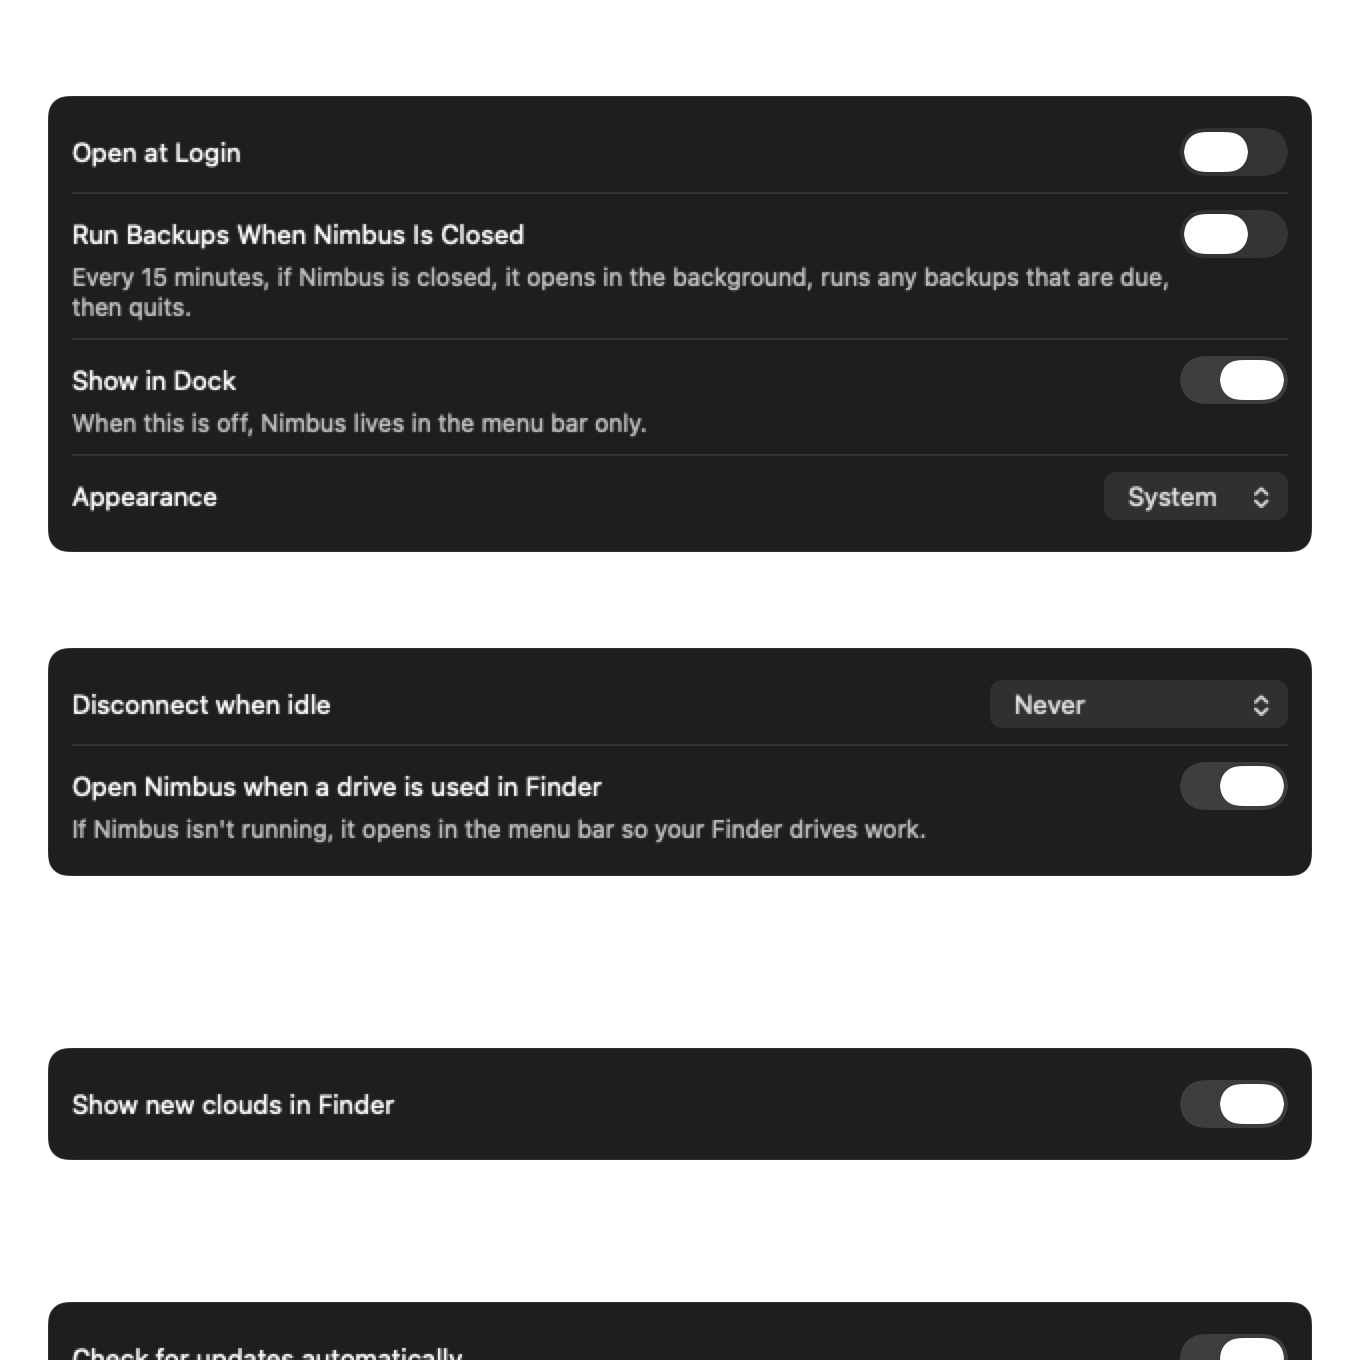 Open at Login
Run Backups When Nimbus Is Closed
Every 15 minutes, if Nimbus is closed, it opens in the background, runs any backups that are due,
then quits.
Show in Dock
When this is off, Nimbus lives in the menu bar only.
Appearance
System
Disconnect when idle
Never
Open Nimbus when a drive is used in Finder
If Nimbus isn't running, it opens in the menu bar so your Finder drives work.
Show new clouds in Finder
Check for updates automatically